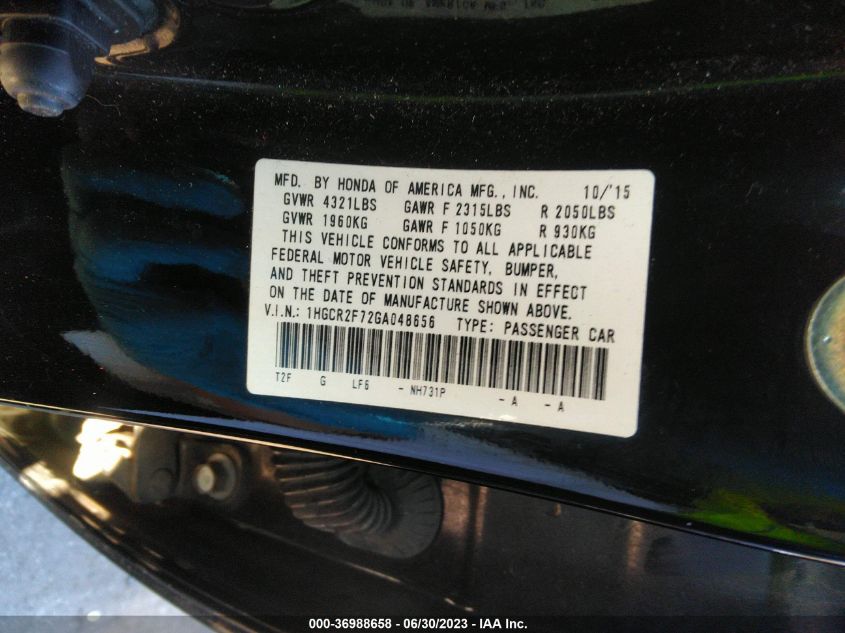 MFD. BY HONDA OF AMERICA MFG., INC. 10/'15
GVWR 4321LBS GAWR F 2315LBS R 2050LBS
GVWR 1960KG GAWR F 1050KG R 930KG
THIS VEHICLE CONFORMS TO ALL APPLICABLE
FEDERAL MOTOR VEHICLE SAFETY, BUMPER,
AND THEFT PREVENTION STANDARDS IN EFFECT
ON THE DATE OF MANUFACTURE SHOWN ABOVE.
V.I.N.: 1HGCR2F72GA048656 TYPE: PASSENGER CAR
T2F G LF6 - NH731P - A - A
000-36988658 - 06/30/2023 - IAA Inc.